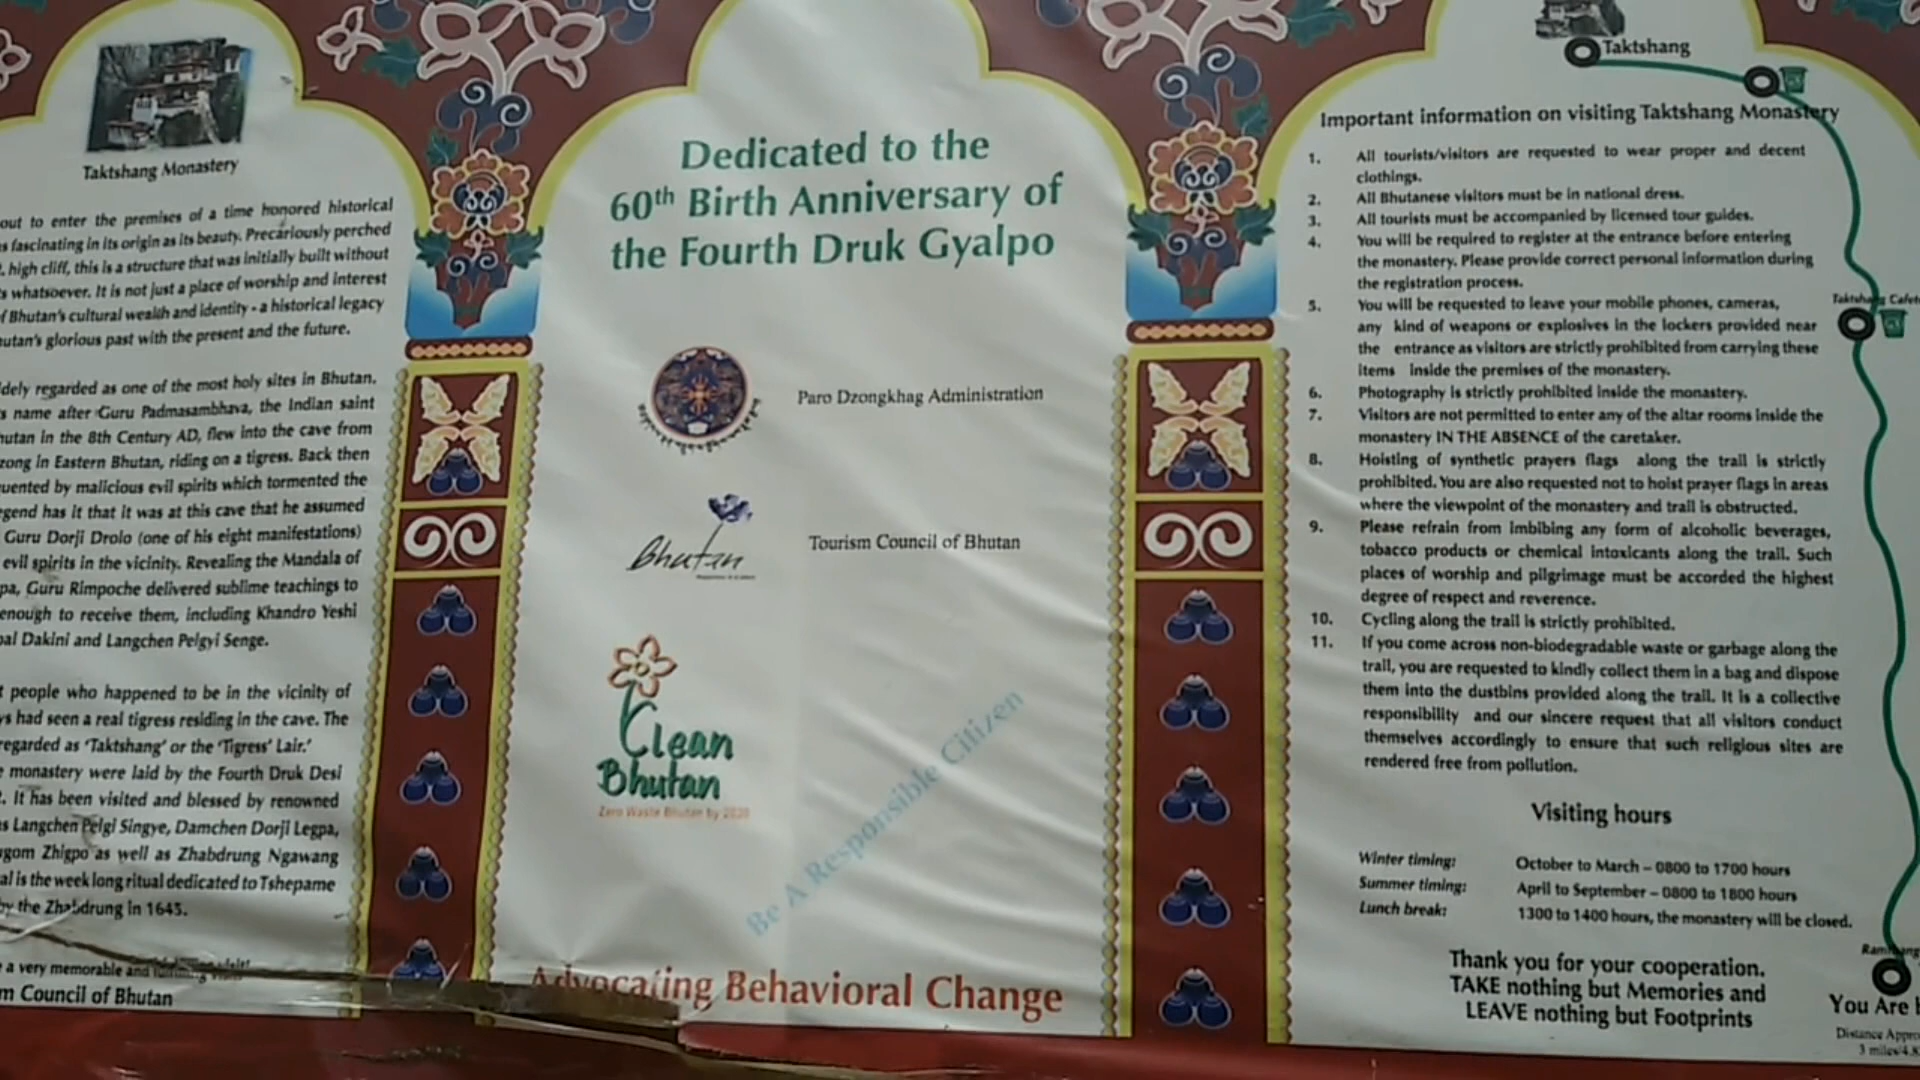 Taktshang Monastery
out to enter the premises of a time honored historical
s fascinating in its origin as its beauty. Precariously perched
high cliff, this is a structure that was initially built without
s whatsoever. It is not just a place of worship and interest
f Bhutan's cultural wealth and identity - a historical legacy
utan's glorious past with the present and the future.
idely regarded as one of the most holy sites in Bhutan.
s name after Guru Padmasambhava, the Indian saint
hutan in the 8th Century AD, flew into the cave from
zong in Eastern Bhutan, riding on a tigress. Back then
uented by malicious evil spirits which tormented the
egend has it that it was at this cave that he assumed
Guru Dorji Drolo (one of his eight manifestations)
evil spirits in the vicinity. Revealing the Mandala of
pa, Guru Rimpoche delivered sublime teachings to
enough to receive them, including Khandro Yeshi
al Dakini and Langchen Pelgyi Senge.
t people who happened to be in the vicinity of
ys had seen a real tigress residing in the cave. The
regarded as 'Taktshang' or the 'Tigress' Lair.'
e monastery were laid by the Fourth Druk Desi
. It has been visited and blessed by renowned
s Langchen Pelgi Singye, Damchen Dorji Legpa,
gom Zhigpo as well as Zhabdrung Ngawang
al is the week long ritual dedicated to Tshepame
by the Zhabdrung in 1645.
a very memorable and
m Council of Bhutan
Dedicated to the
60th Birth Anniversary of
the Fourth Druk Gyalpo
Paro Dzongkhag Administration
Bhutan
Tourism Council of Bhutan
Clean
Bhutan
Zero Waste Bhutan by 2020
Be A Responsible Citizen
Advocating Behavioral Change
Taktshang
Important information on visiting Taktshang Monastery
1. All tourists/visitors are requested to wear proper and decent
clothings.
2. All Bhutanese visitors must be in national dress.
3. All tourists must be accompanied by licensed tour guides.
4. You will be required to register at the entrance before entering
the monastery. Please provide correct personal information during
the registration process.
5. You will be requested to leave your mobile phones, cameras,
any kind of weapons or explosives in the lockers provided near
the entrance as visitors are strictly prohibited from carrying these
items inside the premises of the monastery.
6. Photography is strictly prohibited inside the monastery.
7. Visitors are not permitted to enter any of the altar rooms inside the
monastery IN THE ABSENCE of the caretaker.
8. Hoisting of synthetic prayers flags along the trail is strictly
prohibited. You are also requested not to hoist prayer flags in areas
where the viewpoint of the monastery and trail is obstructed.
9. Please refrain from imbibing any form of alcoholic beverages,
tobacco products or chemical intoxicants along the trail. Such
places of worship and pilgrimage must be accorded the highest
degree of respect and reverence.
10. Cycling along the trail is strictly prohibited.
11. If you come across non-biodegradable waste or garbage along the
trail, you are requested to kindly collect them in a bag and dispose
them into the dustbins provided along the trail. It is a collective
responsibility and our sincere request that all visitors conduct
themselves accordingly to ensure that such religious sites are
rendered free from pollution.
Visiting hours
Winter timing: October to March – 0800 to 1700 hours
Summer timing: April to September – 0800 to 1800 hours
Lunch break: 1300 to 1400 hours, the monastery will be closed.
Thank you for your cooperation.
TAKE nothing but Memories and
LEAVE nothing but Footprints
Taktshang Cafet
You Are
Distance Appro
3 miles/4.8